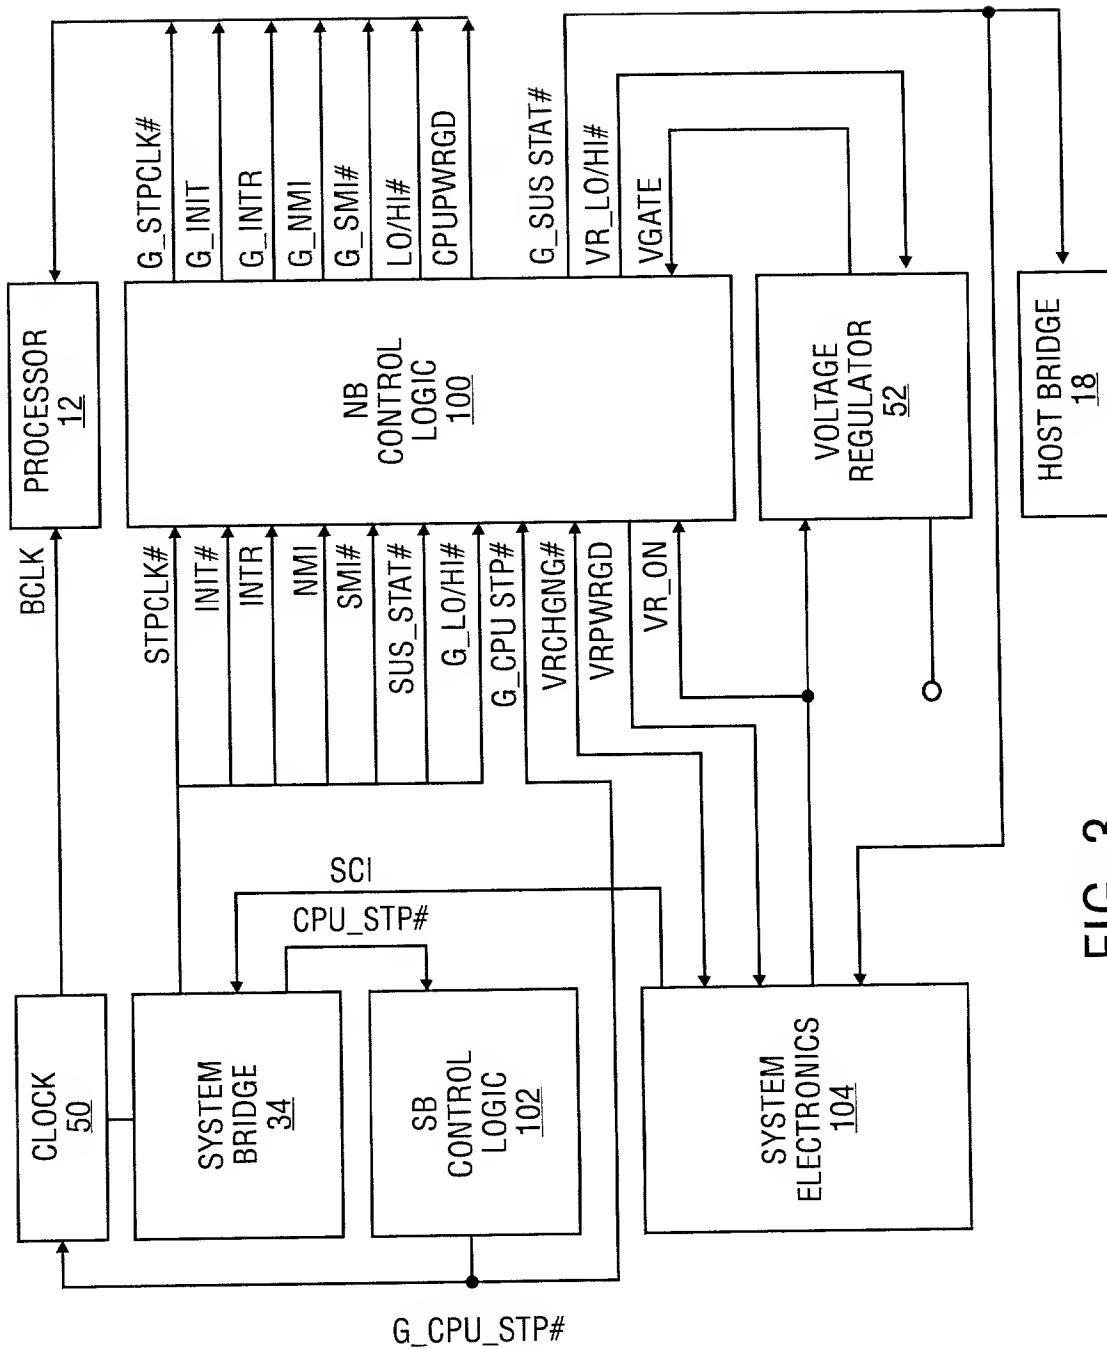 CLOCK
50
SYSTEM
BRIDGE
34
SB
CONTROL
LOGIC
102
SYSTEM
ELECTRONICS
104
G_CPU_STP#
SCI
CPU_STP#
BCLK
STPCLK#
INIT#
INTR
NMI
SMI#
SUS_STAT#
G_LO/HI#
G_CPU STP#
VRCHGNG#
VRPWRGD
VR_ON
PROCESSOR
12
NB
CONTROL
LOGIC
100
VOLTAGE
REGULATOR
52
HOST BRIDGE
18
G_STPCLK#
G_INIT
G_INTR
G_NMI
G_SMI#
LO/HI#
CPUPWRGD
G_SUS STAT#
VR_LO/HI#
VGATE
FIG. 3